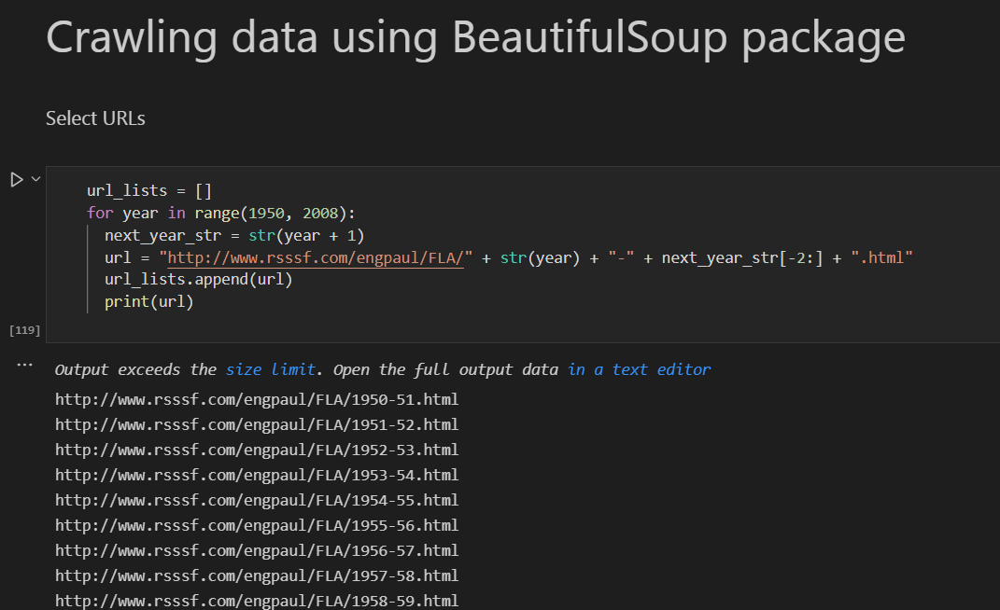 Crawling data using BeautifulSoup package
Select URLs
url_lists = []
for year in range(1950, 2008):
next_year_str = str(year + 1)
url = "http://www.rsssf.com/engpaul/FLA/" + str(year) + "-" + next_year_str[-2:] + ".html"
url_lists.append(url)
print(url)
[119]
... Output exceeds the size limit. Open the full output data in a text editor
http://www.rsssf.com/engpaul/FLA/1950-51.html
http://www.rsssf.com/engpaul/FLA/1951-52.html
http://www.rsssf.com/engpaul/FLA/1952-53.html
http://www.rsssf.com/engpaul/FLA/1953-54.html
http://www.rsssf.com/engpaul/FLA/1954-55.html
http://www.rsssf.com/engpaul/FLA/1955-56.html
http://www.rsssf.com/engpaul/FLA/1956-57.html
http://www.rsssf.com/engpaul/FLA/1957-58.html
http://www.rsssf.com/engpaul/FLA/1958-59.html